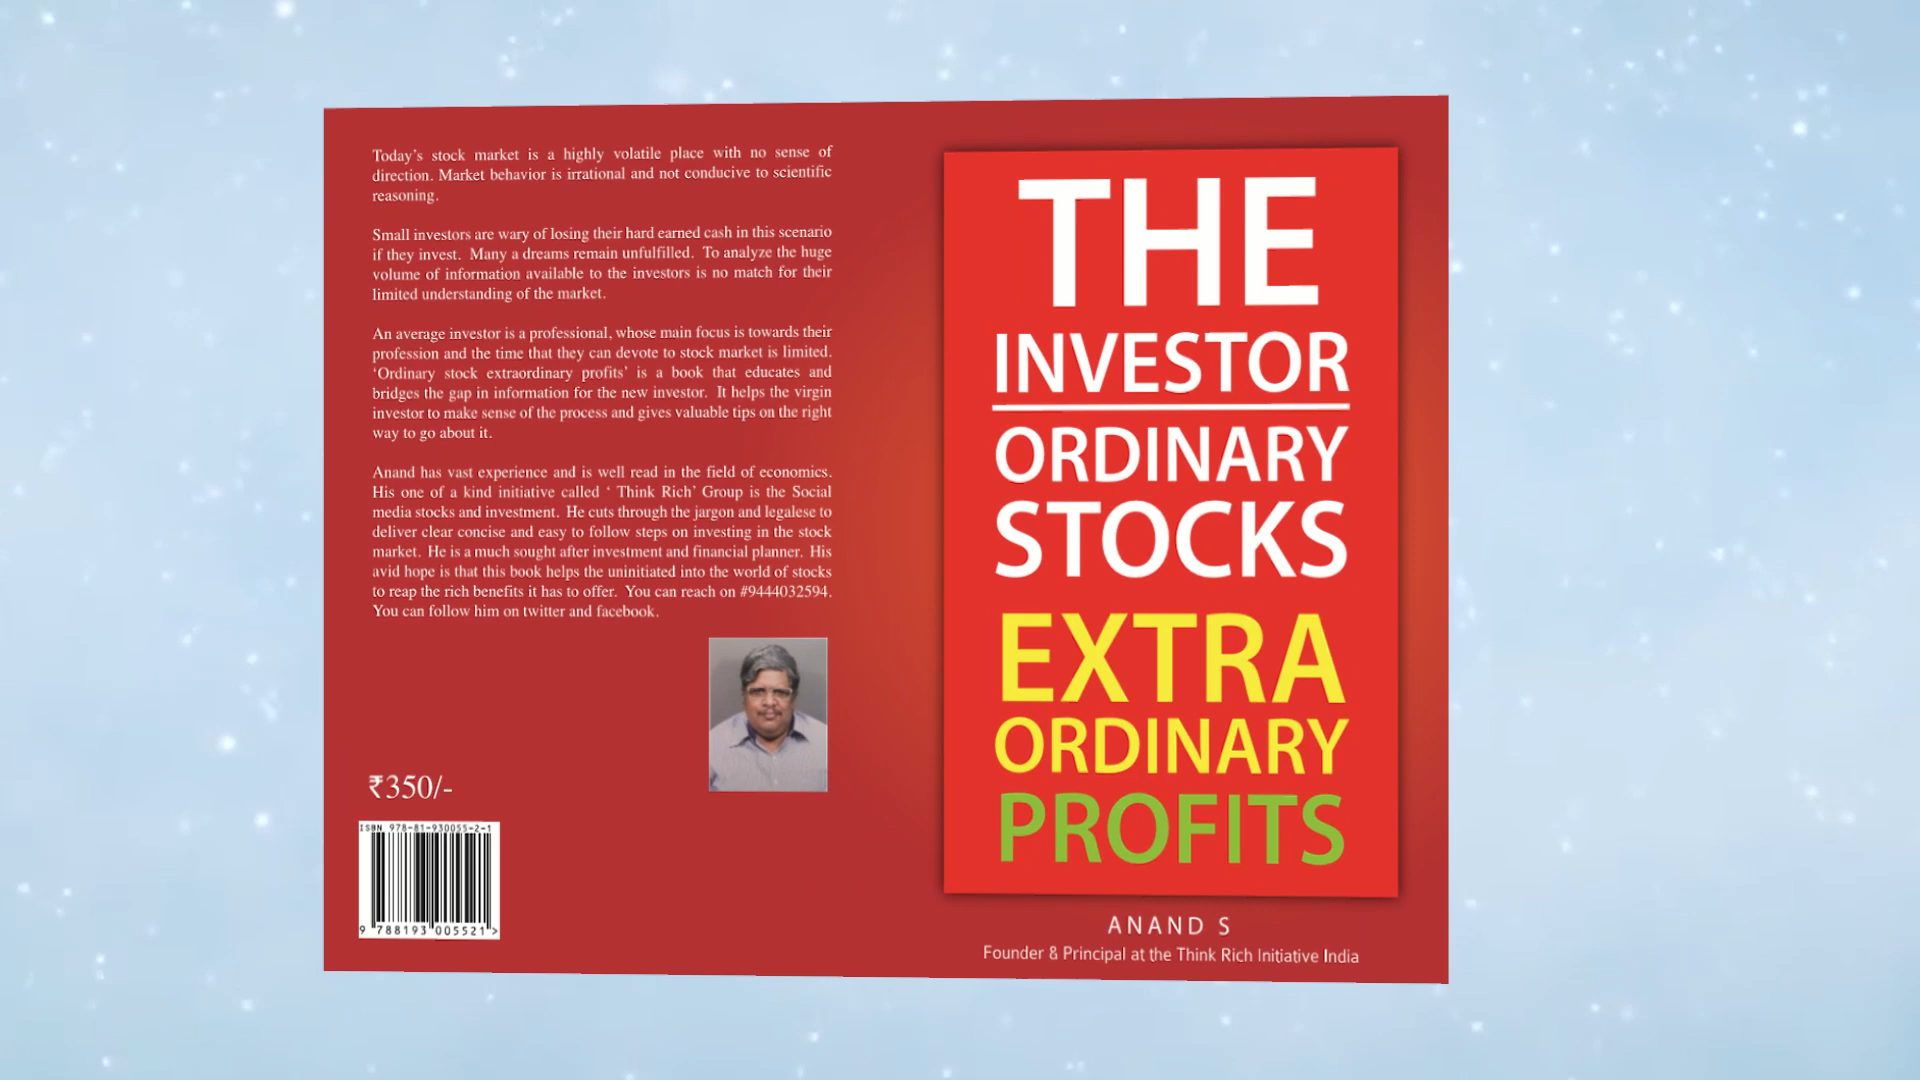 Today's stock market is a highly volatile place with no sense of
direction. Market behavior is irrational and not conducive to scientific
reasoning.
Small investors are wary of losing their hard earned cash in this scenario
if they invest. Many a dreams remain unfulfilled. To analyze the huge
volume of information available to the investors is no match for their
limited understanding of the market.
An average investor is a professional, whose main focus is towards their
profession and the time that they can devote to stock market is limited.
'Ordinary stock extraordinary profits' is a book that educates and
bridges the gap in information for the new investor. It helps the virgin
investor to make sense of the process and gives valuable tips on the right
way to go about it.
Anand has vast experience and is well read in the field of economics.
His one of a kind initiative called ' Think Rich' Group is the Social
media stocks and investment. He cuts through the jargon and legalese to
deliver clear concise and easy to follow steps on investing in the stock
market. He is a much sought after investment and financial planner. His
avid hope is that this book helps the uninitiated into the world of stocks
to reap the rich benefits it has to offer. You can reach on #9444032594.
You can follow him on twitter and facebook.
₹350/-
ISBN 978-81-930055-2-1
9 788193 005521 >
THE
INVESTOR
ORDINARY
STOCKS
EXTRA
ORDINARY
PROFITS
ANAND S
Founder & Principal at the Think Rich Initiative India